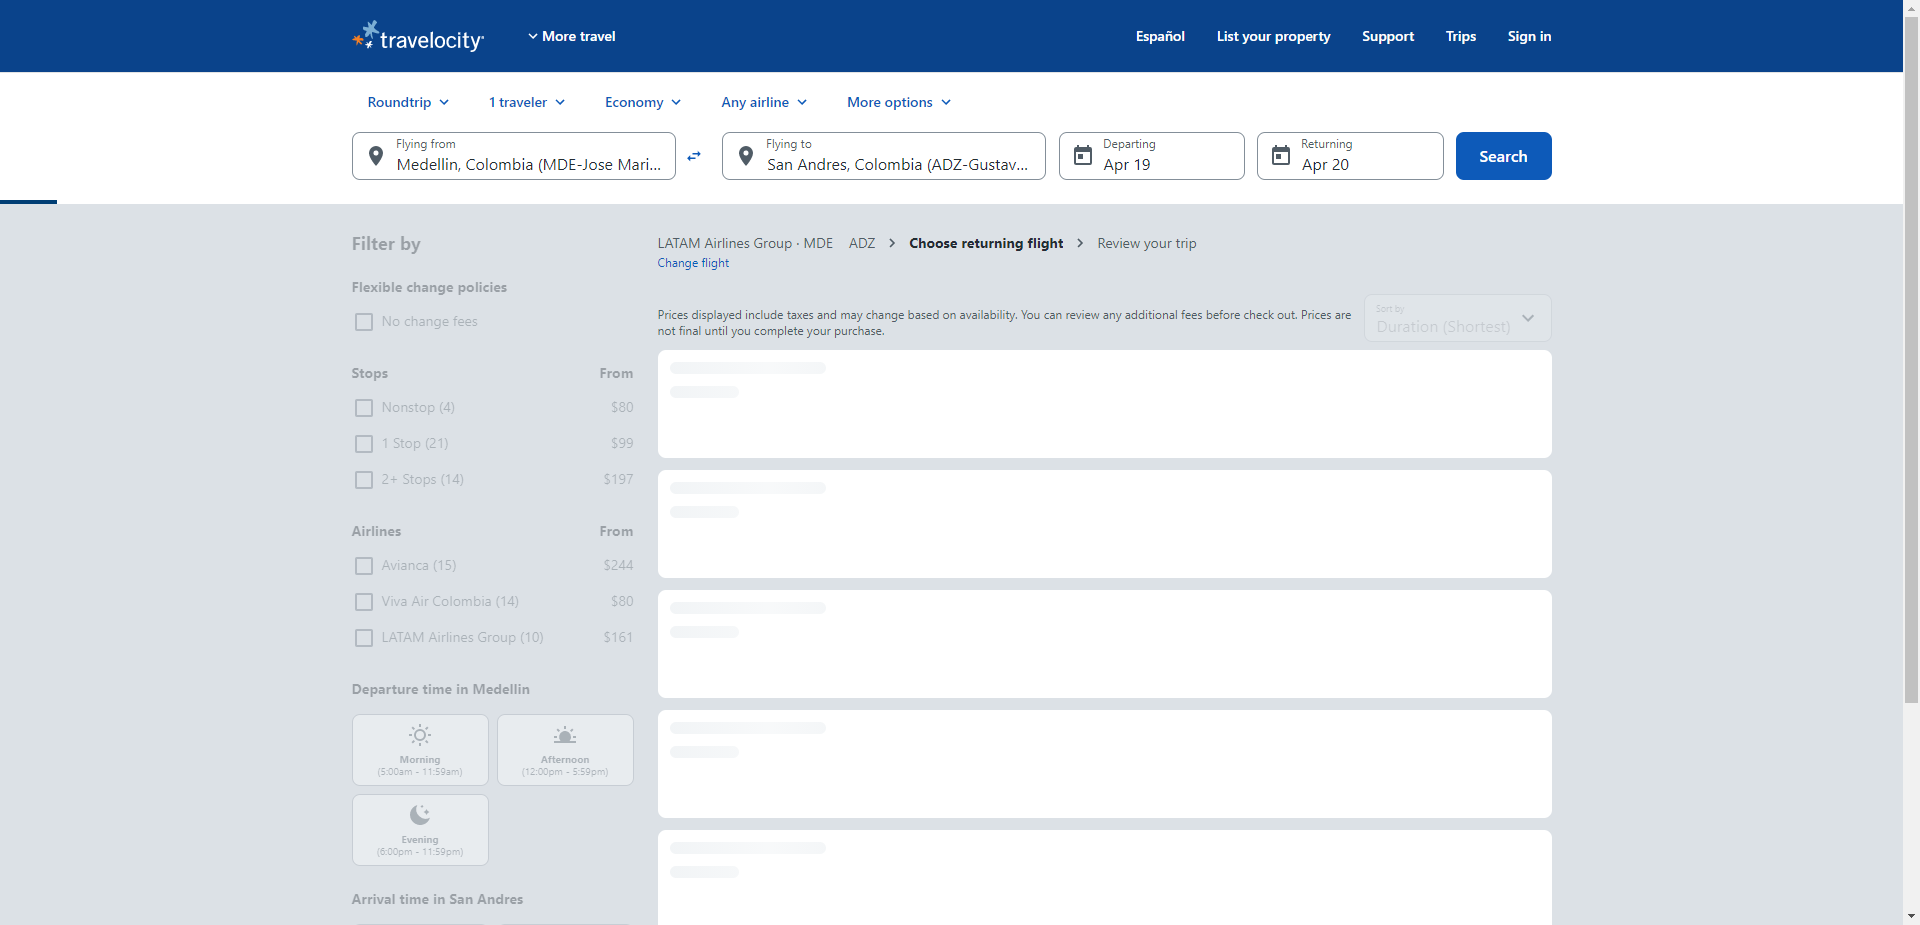 travelocity
More travel
Español
List your property
Support
Trips
Sign in
Roundtrip
1 traveler
Economy
Any airline
More options
Flying from
Medellin, Colombia (MDE-Jose Mari...
Flying to
San Andres, Colombia (ADZ-Gustav...
Departing
Apr 19
Returning
Apr 20
Search
Filter by
Flexible change policies
No change fees
Stops From
Nonstop (4) $80
1 Stop (21) $99
2+ Stops (14) $197
Airlines From
Avianca (15) $244
Viva Air Colombia (14) $80
LATAM Airlines Group (10) $161
Departure time in Medellin
Morning
(5:00am - 11:59am)
Afternoon
(12:00pm - 5:59pm)
Evening
(6:00pm - 11:59pm)
Arrival time in San Andres
LATAM Airlines Group · MDE ADZ
Choose returning flight
Review your trip
Change flight
Prices displayed include taxes and may change based on availability. You can review any additional fees before check out. Prices are
not final until you complete your purchase.
Sort by
Duration (Shortest)